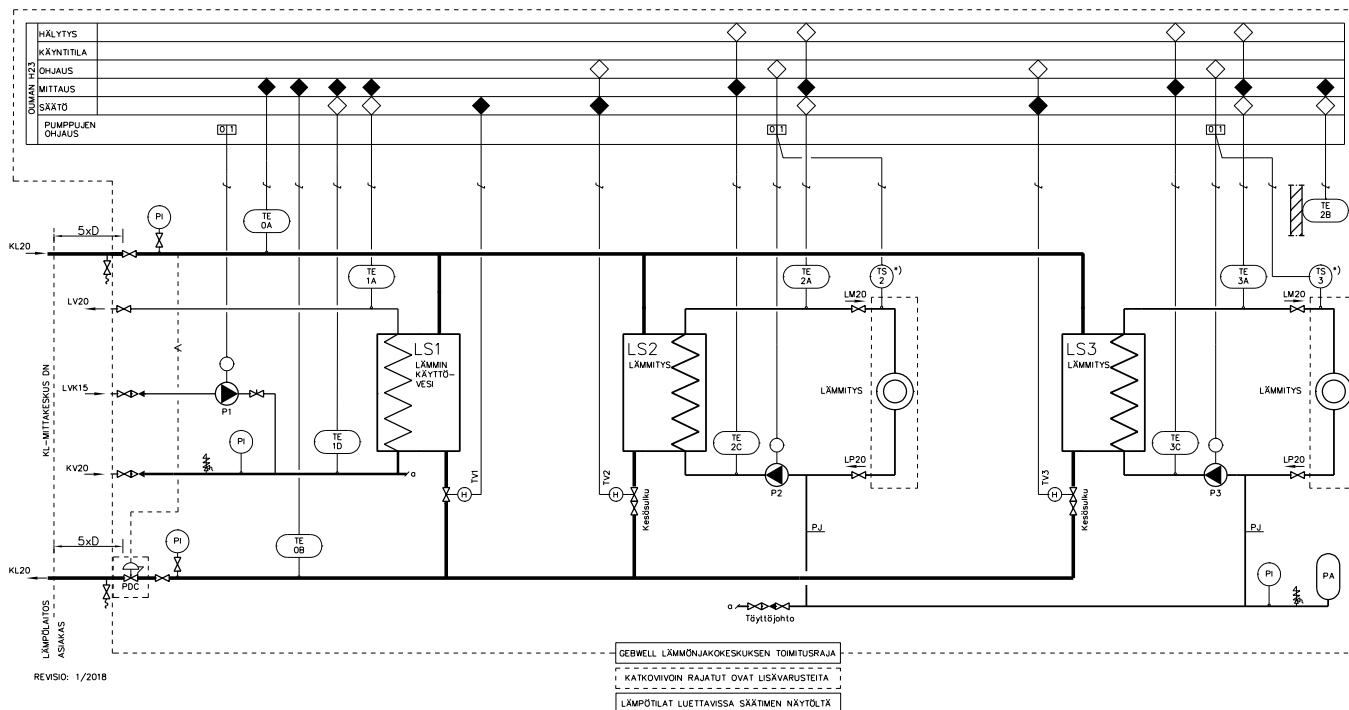 OUMAN H23
HÄLYTYS
KÄYNTITILA
OHJAUS
MITTAUS
SÄÄTÖ
PUMPPUJEN
OHJAUS
0 1
0 1
0 1
5xD
PI
TE
0A
TE
2B
KL20
TE
1A
TE
2A
TS
2
*)
TE
3A
TS
3
*)
LV20
LM20
LM20
LS1
LÄMMIN
KÄYTTÖ-
VESI
LS2
LÄMMITYS
LS3
LÄMMITYS
KL-MITTAKESKUS DN
LVK15
P1
LÄMMITYS
LÄMMITYS
PI
TE
1D
TE
2C
TE
3C
LP20
LP20
KV20
a
TV1
H
TV2
H
TV3
H
P2
P3
Kesäsulku
Kesäsulku
5xD
PI
TE
0B
PJ
PJ
KL20
PDC
PI
PA
a
Täyttöjohto
LÄMPÖLAITOS
ASIAKAS
GEBWELL LÄMMÖNJAKOKESKUKSEN TOIMITUSRAJA
REVISIO: 1/2018
KATKOVIIVOIN RAJATUT OVAT LISÄVARUSTEITA
LÄMPÖTILAT LUETTAVISSA SÄÄTIMEN NÄYTÖLTÄ